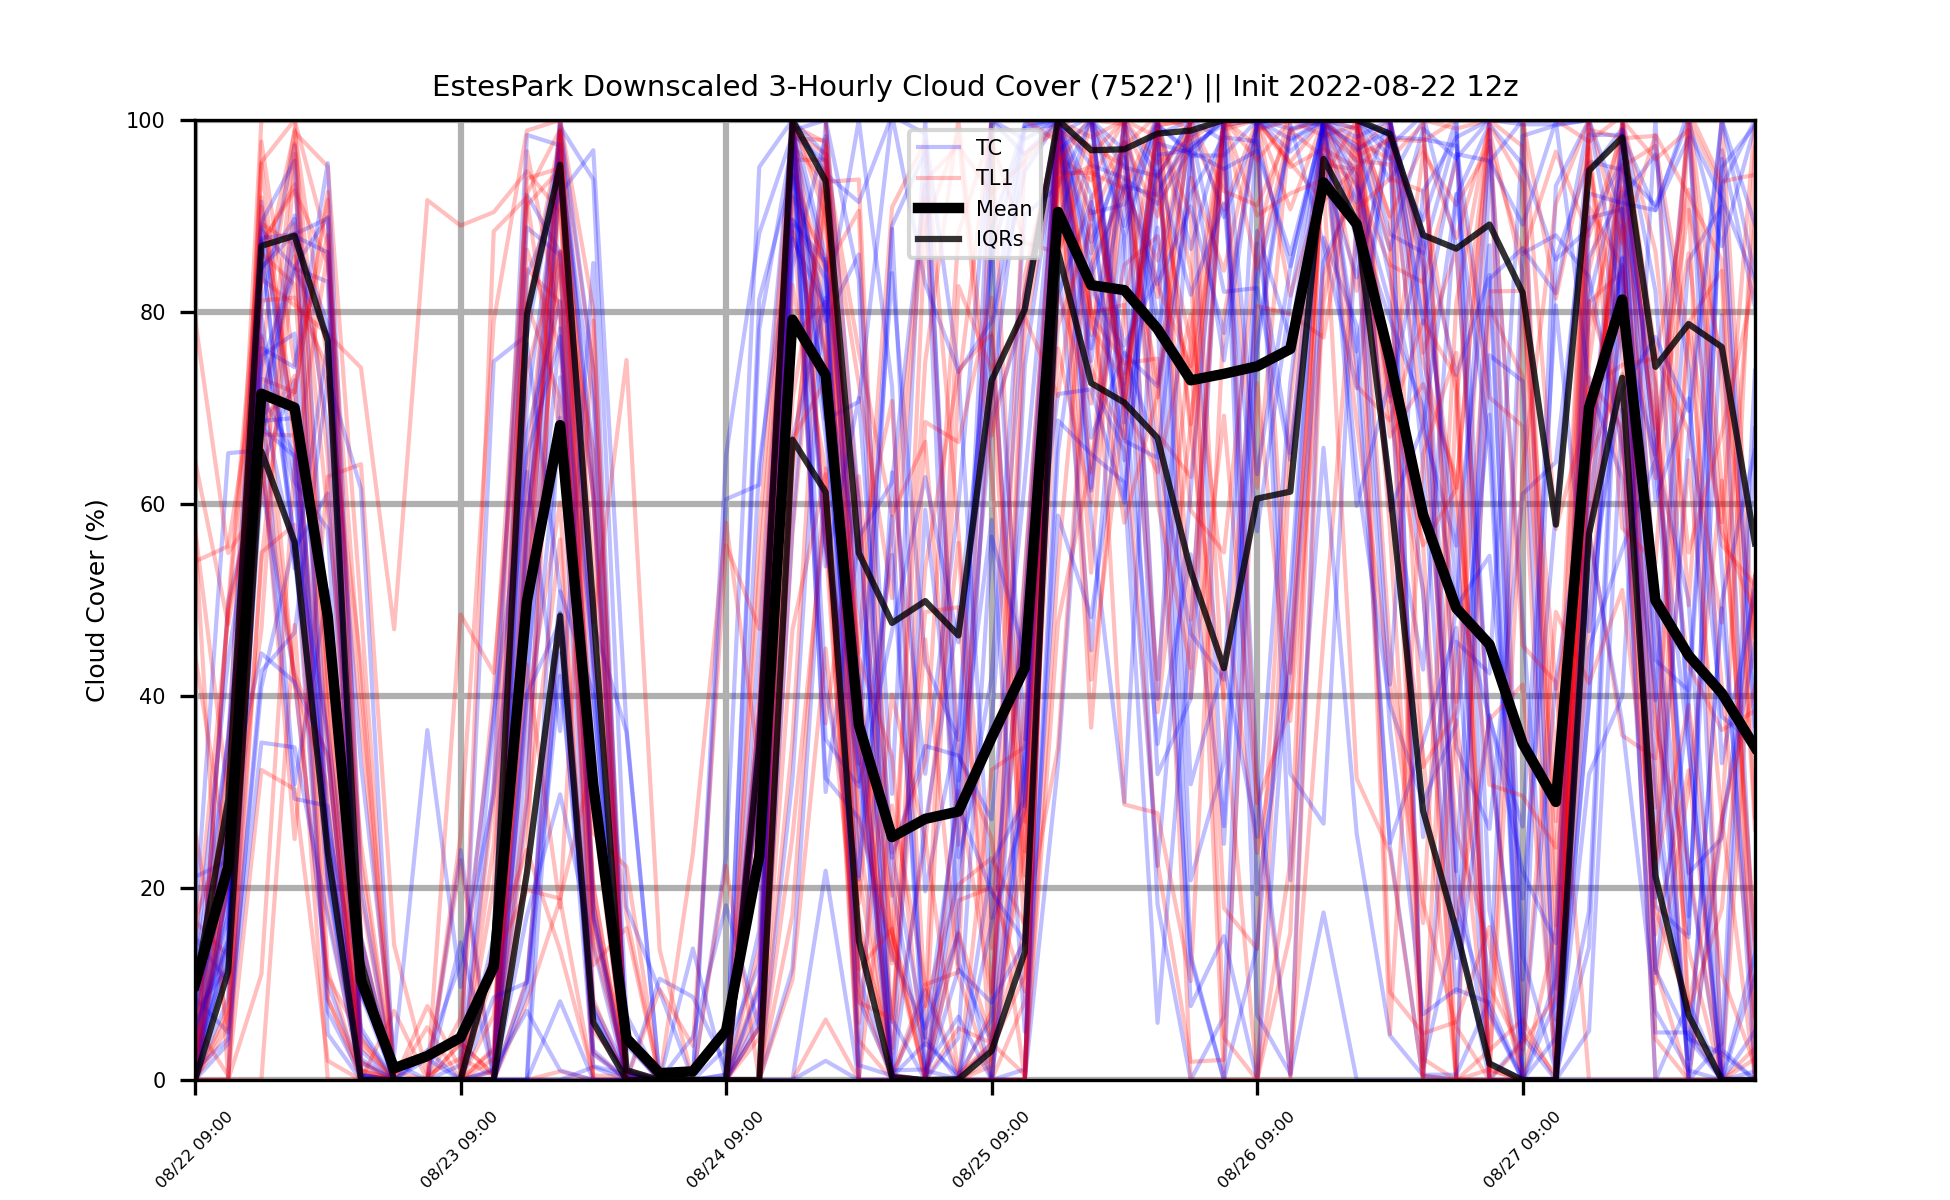 EstesPark Downscaled 3-Hourly Cloud Cover (7522') || Init 2022-08-22 12z
Cloud Cover (%)
100
80
60
40
20
0
TC
TL1
Mean
IQRs
08/22 09:00
08/23 09:00
08/24 09:00
08/25 09:00
08/26 09:00
08/27 09:00